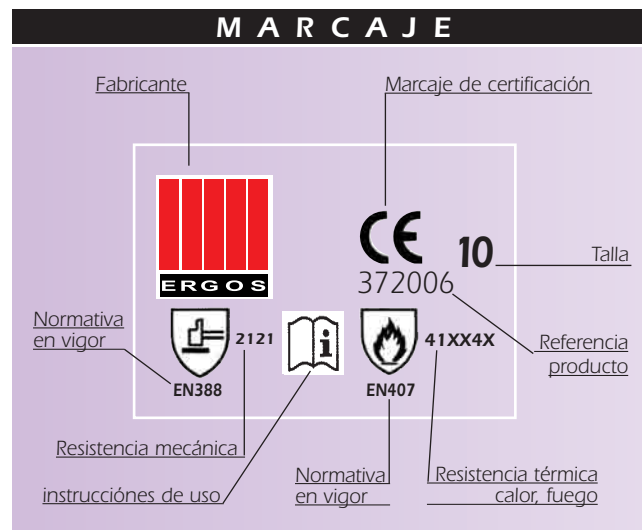 MARCAJE
Fabricante
Marcaje de certificación
ERGOS
CE
10
Talla
372006
Normativa
en vigor
2121
i
41XX4X
Referencia
producto
EN388
EN407
Resistencia mecánica
instrucciónes de uso
Normativa
en vigor
Resistencia térmica
calor, fuego